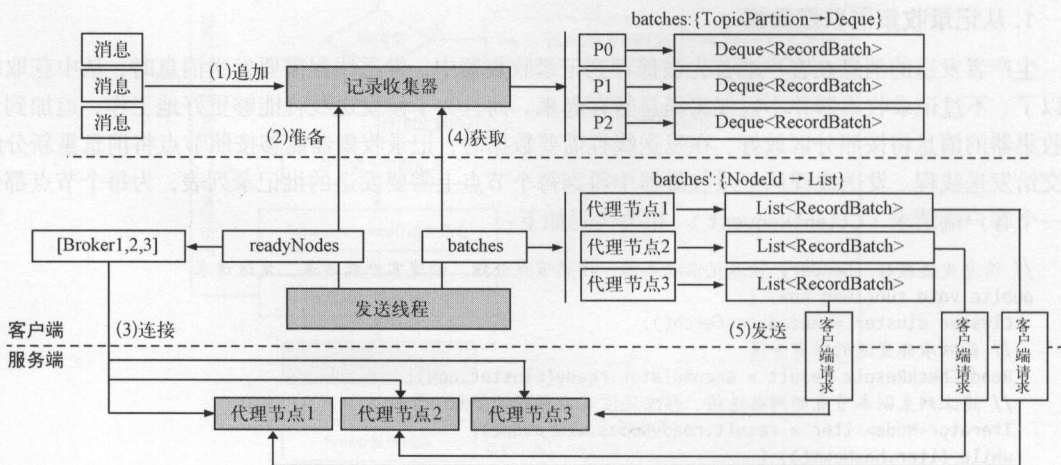 batches:{TopicPartition→Deque}
消息
消息
消息
(1)追加
记录收集器
P0
Deque<RecordBatch>
P1
Deque<RecordBatch>
P2
Deque<RecordBatch>
(2)准备
(4)获取
batches':{NodeId→List}
代理节点1
List<RecordBatch>
[Broker1,2,3]
readyNodes
batches
代理节点2
List<RecordBatch>
代理节点3
List<RecordBatch>
发送线程
客户端
(3)连接
(5)发送
服务端
客户端请求
客户端请求
客户端请求
代理节点1
代理节点2
代理节点3